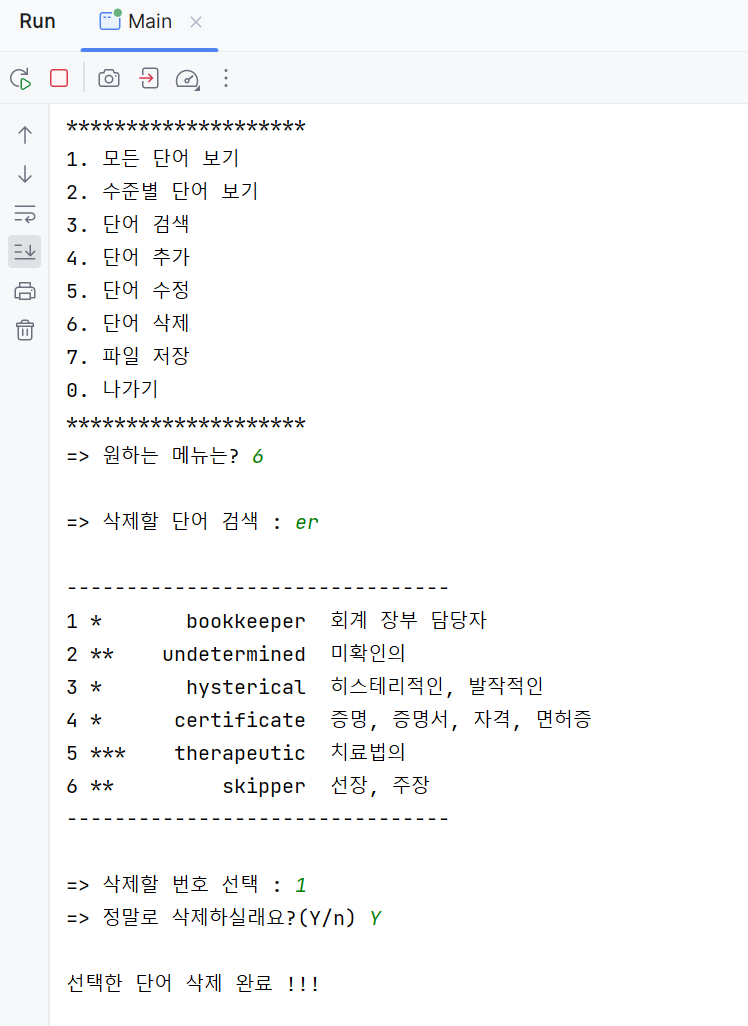 Run Main
********************
1. 모든 단어 보기
2. 수준별 단어 보기
3. 단어 검색
4. 단어 추가
5. 단어 수정
6. 단어 삭제
7. 파일 저장
0. 나가기
********************
=> 원하는 메뉴는? 6
=> 삭제할 단어 검색 : er
--------------------------------
1 *       bookkeeper  회계 장부 담당자
2 **    undetermined  미확인의
3 *       hysterical  히스테리적인, 발작적인
4 *      certificate  증명, 증명서, 자격, 면허증
5 ***    therapeutic  치료법의
6 **         skipper  선장, 주장
--------------------------------
=> 삭제할 번호 선택 : 1
=> 정말로 삭제하실래요?(Y/n) Y
선택한 단어 삭제 완료 !!!